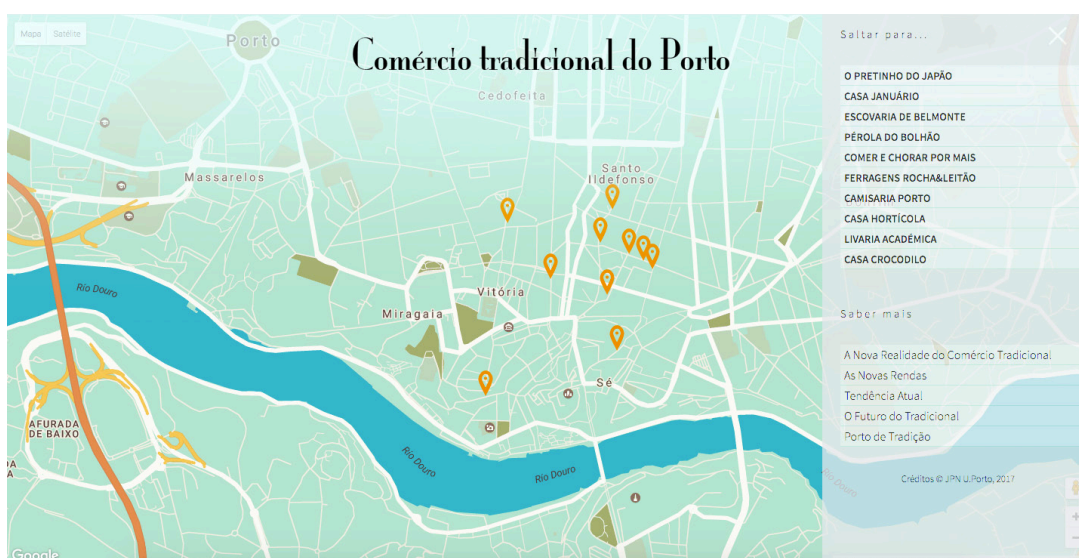 Mapa Satélite
Porto
Comércio tradicional do Porto
Cedofeita
Massarelos
Santo
Ildefonso
Vitória
Miragaia
Sé
Rio Douro
AFURADA
DE BAIXO
Rio Douro
Rio Douro
Google
Saltar para...
O PRETINHO DO JAPÃO
CASA JANUÁRIO
ESCOVARIA DE BELMONTE
PÉROLA DO BOLHÃO
COMER E CHORAR POR MAIS
FERRAGENS ROCHA&LEITÃO
CAMISARIA PORTO
CASA HORTÍCOLA
LIVARIA ACADÉMICA
CASA CROCODILO
Saber mais
A Nova Realidade do Comércio Tradicional
As Novas Rendas
Tendência Atual
O Futuro do Tradicional
Porto de Tradição
Créditos © JPN U.Porto, 2017